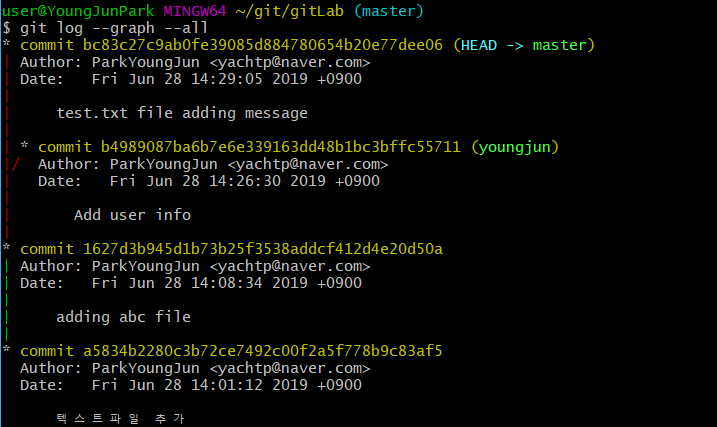 user@YoungJunPark MINGW64 ~/git/gitLab (master)
$ git log --graph --all
* commit bc83c27c9ab0fe39085d884780654b20e77dee06 (HEAD -> master)
| Author: ParkYoungJun <yachtp@naver.com>
| Date:   Fri Jun 28 14:29:05 2019 +0900
|
|     test.txt file adding message
|
| * commit b4989087ba6b7e6e339163dd48b1bc3bffc55711 (youngjun)
|/  Author: ParkYoungJun <yachtp@naver.com>
|   Date:   Fri Jun 28 14:26:30 2019 +0900
|
|       Add user info
|
* commit 1627d3b945d1b73b25f3538addcf412d4e20d50a
| Author: ParkYoungJun <yachtp@naver.com>
| Date:   Fri Jun 28 14:08:34 2019 +0900
|
|     adding abc file
|
* commit a5834b2280c3b72ce7492c00f2a5f778b9c83af5
  Author: ParkYoungJun <yachtp@naver.com>
  Date:   Fri Jun 28 14:01:12 2019 +0900

      텍스트파일 추가